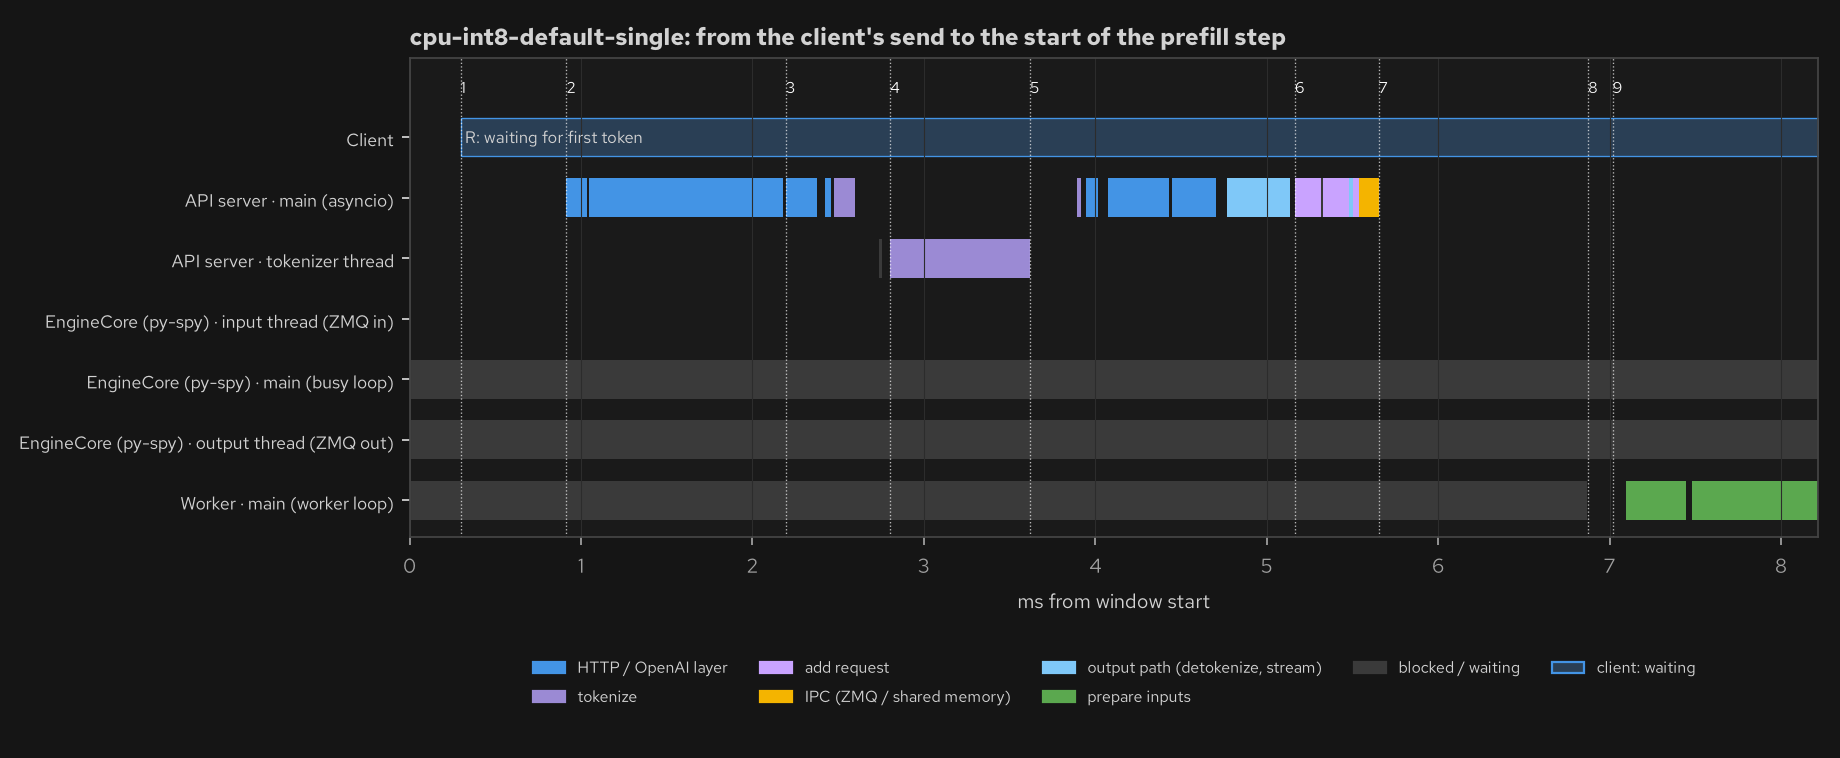 cpu-int8-default-single: from the client's send to the start of the prefill step
1 2 3 4 5 6 7 8 9
Client
R: waiting for first token
API server · main (asyncio)
API server · tokenizer thread
EngineCore (py-spy) · input thread (ZMQ in)
EngineCore (py-spy) · main (busy loop)
EngineCore (py-spy) · output thread (ZMQ out)
Worker · main (worker loop)
0 1 2 3 4 5 6 7 8
ms from window start
HTTP / OpenAI layer add request output path (detokenize, stream) blocked / waiting client: waiting
tokenize IPC (ZMQ / shared memory) prepare inputs